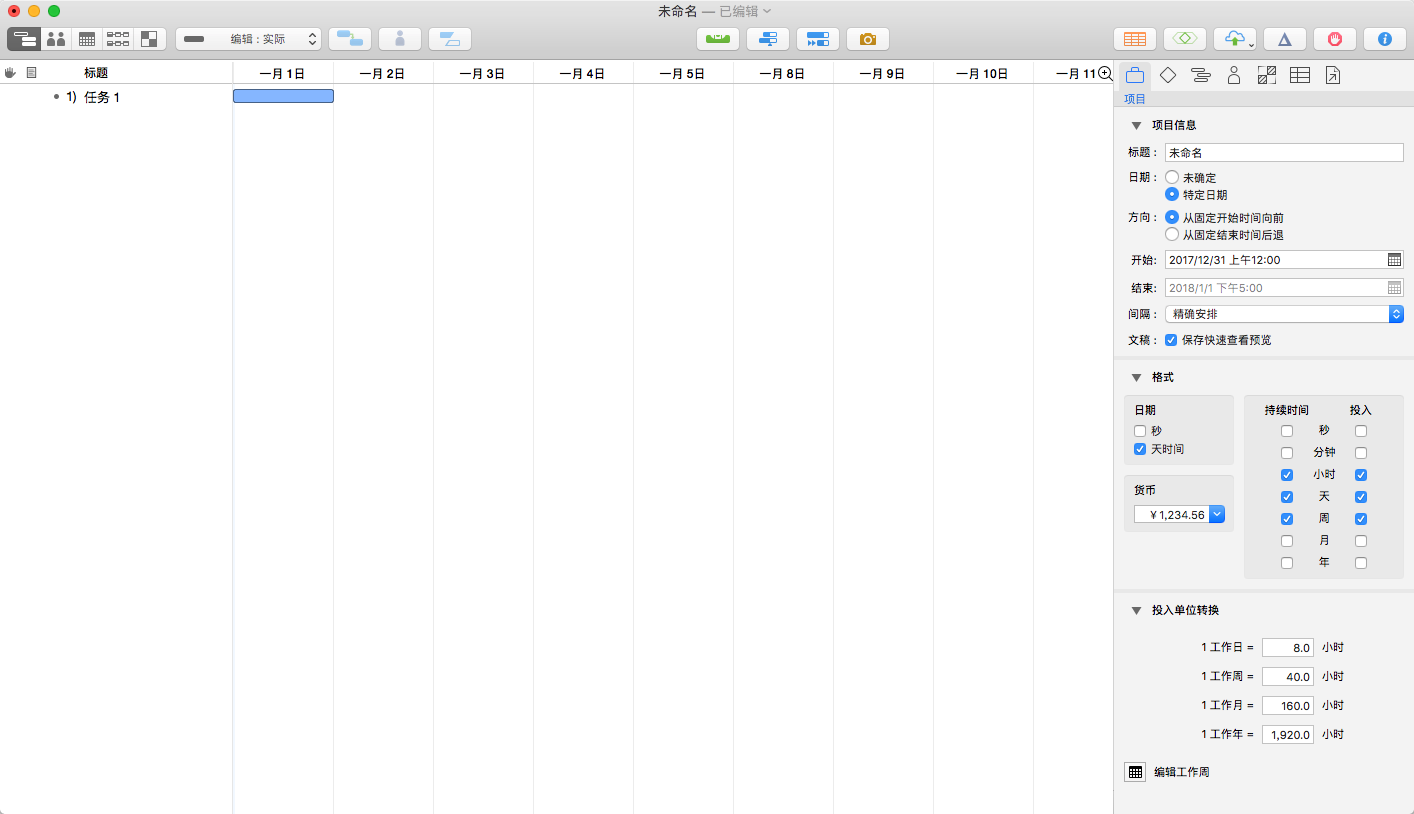 未命名 — 已编辑
编辑 : 实际
标题
一月 1日 一月 2日 一月 3日 一月 4日 一月 5日 一月 8日 一月 9日 一月 10日 一月 11
1) 任务 1
项目
项目信息
标题 : 未命名
日期 : 未确定
特定日期
方向 : 从固定开始时间向前
从固定结束时间后退
开始: 2017/12/31 上午12:00
结束: 2018/1/1 下午5:00
间隔 : 精确安排
文稿 : 保存快速查看预览
格式
日期
秒
天时间
货币
￥1,234.56
持续时间 投入
秒
分钟
小时
天
周
月
年
投入单位转换
1 工作日 = 8.0 小时
1 工作周 = 40.0 小时
1 工作月 = 160.0 小时
1 工作年 = 1,920.0 小时
编辑工作周